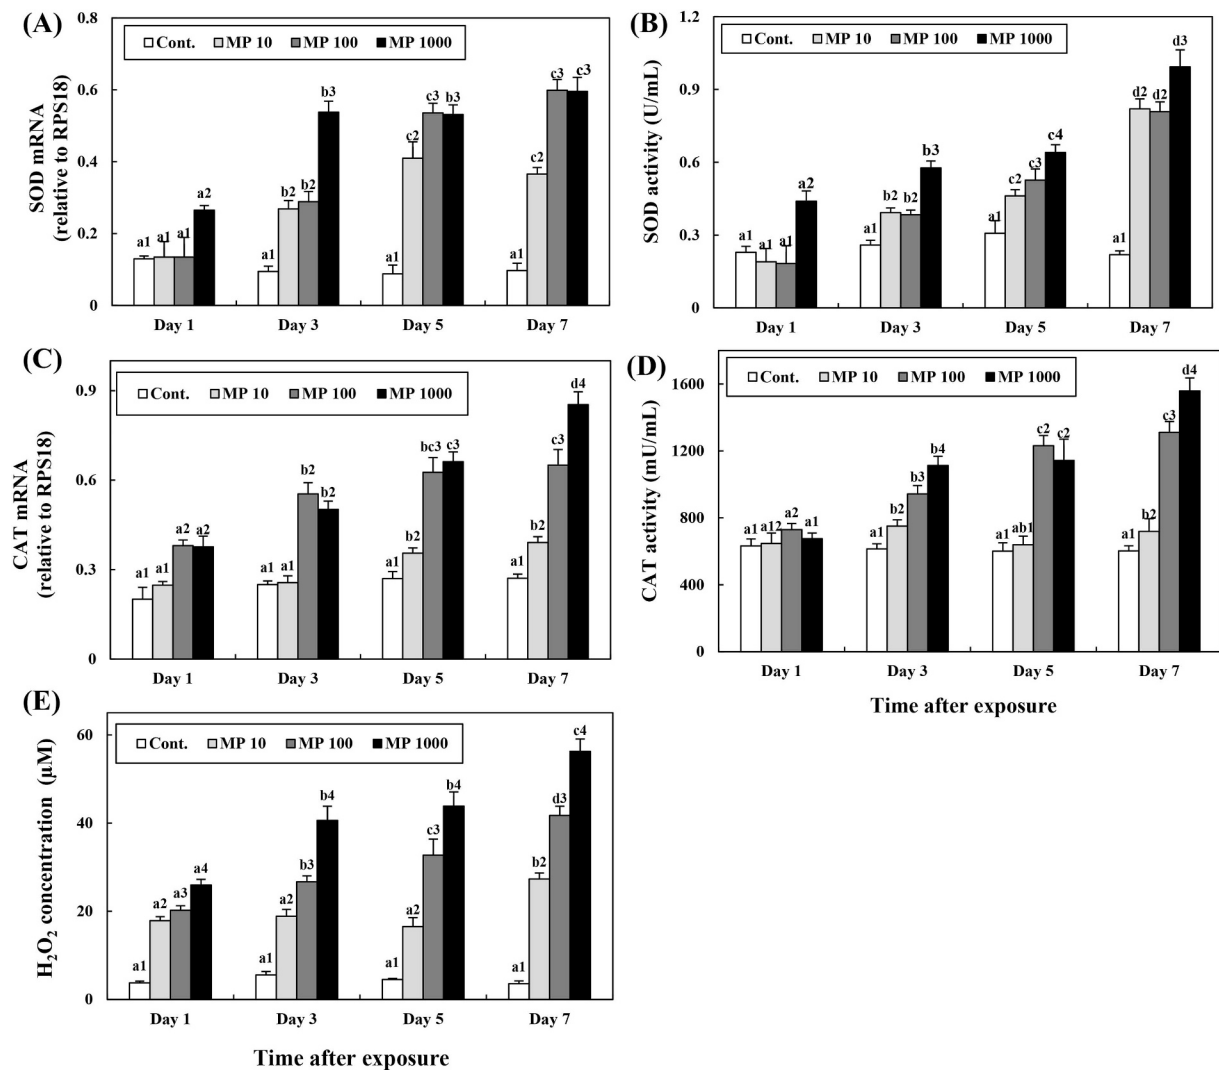 (A)
SOD mRNA
(relative to RPS18)
0.8
0.6
0.4
0.2
0
Cont. MP 10 MP 100 MP 1000
a1 a1 a1 a2
a1 b2 b2 b3
a1 c2 c3 b3
a1 c2 c3 c3
Day 1 Day 3 Day 5 Day 7
(B)
SOD activity (U/mL)
1.2
0.9
0.6
0.3
0
Cont. MP 10 MP 100 MP 1000
a1 a1 a1 a2
a1 b2 b2 b3
a1 c2 c3 c4
a1 d2 d2 d3
Day 1 Day 3 Day 5 Day 7
(C)
CAT mRNA
(relative to RPS18)
0.9
0.6
0.3
0
Cont. MP 10 MP 100 MP 1000
a1 a1 a2 a2
a1 a1 b2 b2
a1 b2 bc3 c3
a1 b2 c3 d4
Day 1 Day 3 Day 5 Day 7
(D)
CAT activity (mU/mL)
1600
1200
800
400
0
Cont. MP 10 MP 100 MP 1000
a1 a12 a2 a1
a1 b2 b3 b4
a1 ab1 c2 c2
a1 b2 c3 d4
Day 1 Day 3 Day 5 Day 7
Time after exposure
(E)
H₂O₂ concentration (μM)
60
40
20
0
Cont. MP 10 MP 100 MP 1000
a1 a2 a3 a4
a1 a2 b3 b4
a1 a2 c3 b4
a1 b2 d3 c4
Day 1 Day 3 Day 5 Day 7
Time after exposure